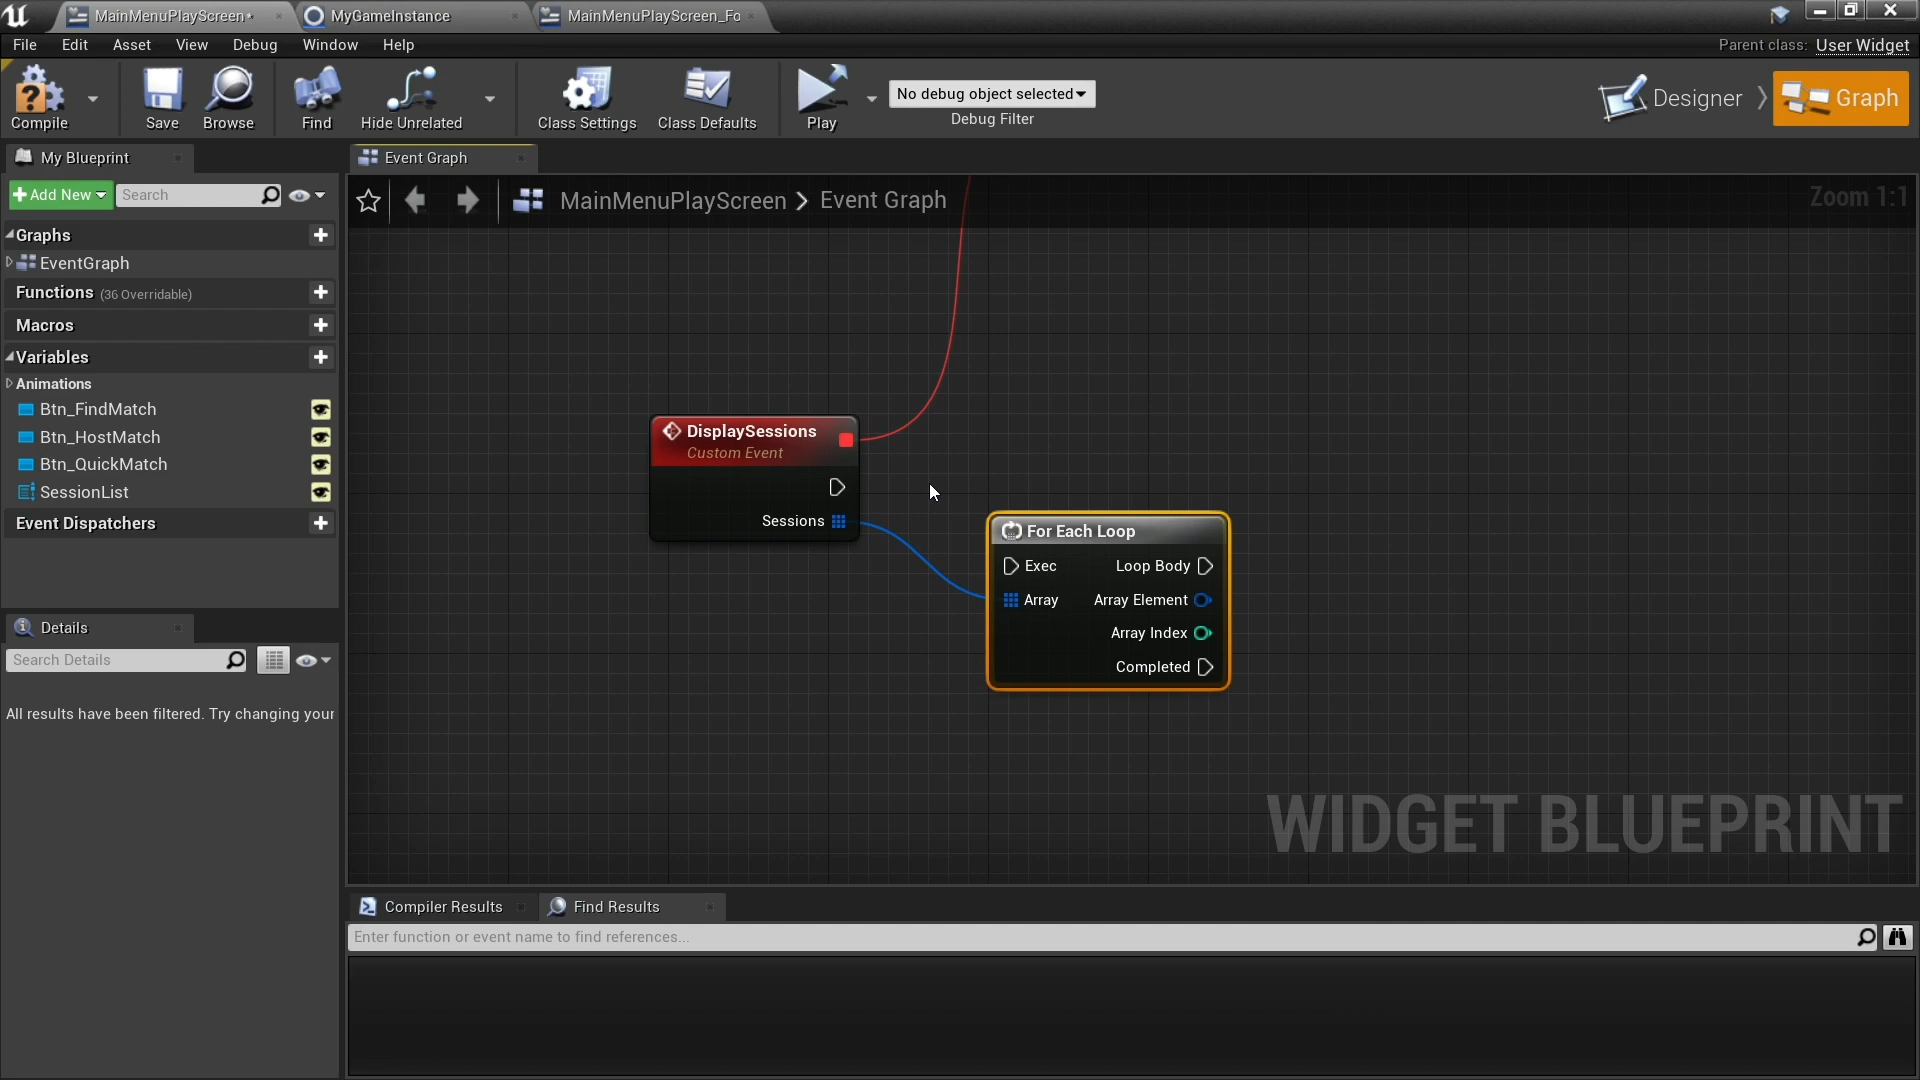 MainMenuPlayScreen*
MyGameInstance
MainMenuPlayScreen_Fo
File Edit Asset View Debug Window Help
Parent class: User Widget
Compile
Save
Browse
Find
Hide Unrelated
Class Settings
Class Defaults
Play
No debug object selected
Debug Filter
Designer
Graph
My Blueprint
Event Graph
Add New
Search
MainMenuPlayScreen > Event Graph
Zoom 1:1
Graphs
EventGraph
Functions (36 Overridable)
Macros
Variables
Animations
Btn_FindMatch
Btn_HostMatch
Btn_QuickMatch
SessionList
Event Dispatchers
DisplaySessions
Custom Event
Sessions
For Each Loop
Exec Loop Body
Array Array Element
Array Index
Completed
Details
Search Details
All results have been filtered. Try changing your
WIDGET BLUEPRINT
Compiler Results
Find Results
Enter function or event name to find references...